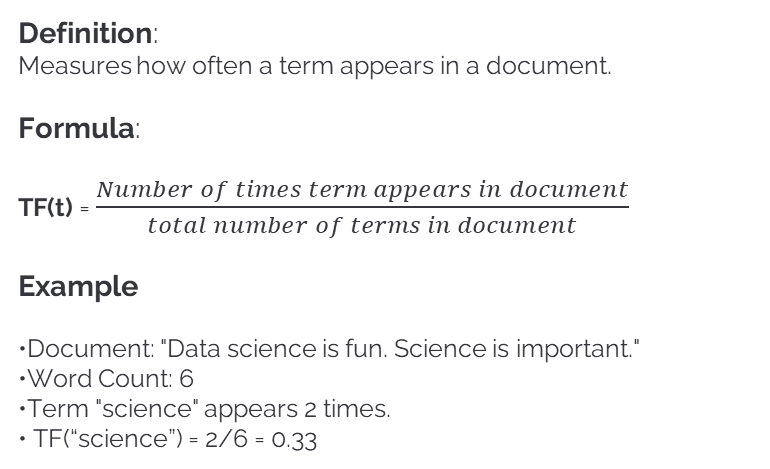 Definition:
Measures how often a term appears in a document.
Formula:
TF(t) = Number of times term appears in document
total number of terms in document
Example
•Document: "Data science is fun. Science is important."
•Word Count: 6
•Term "science" appears 2 times.
• TF(“science”) = 2/6 = 0.33